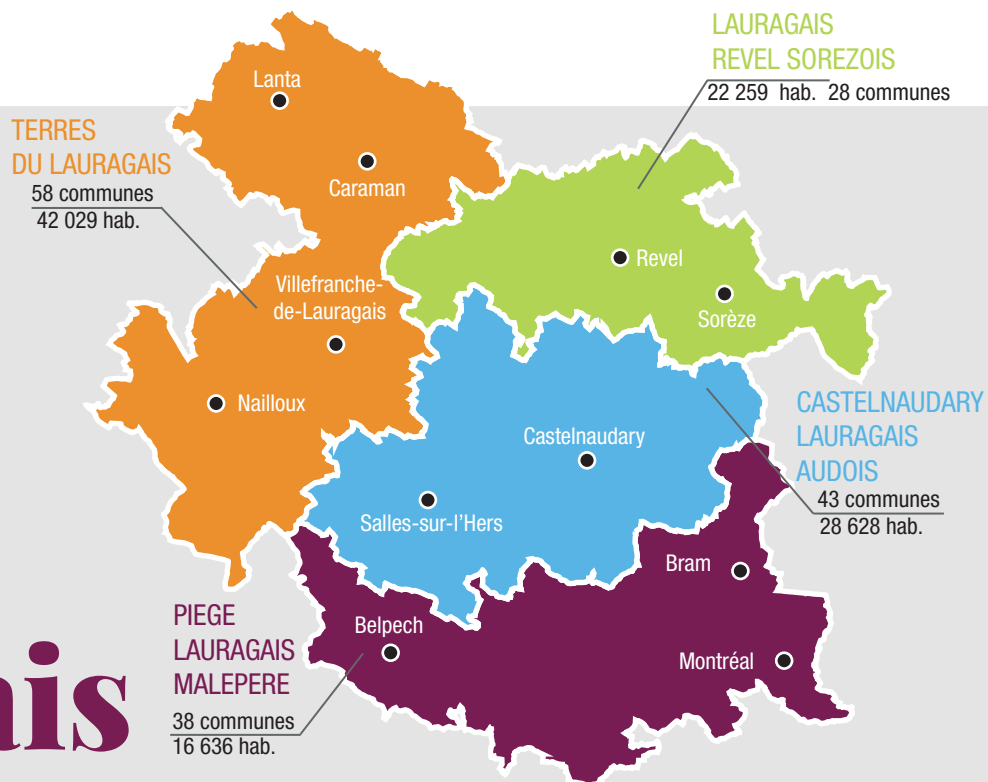 LAURAGAIS
REVEL SOREZOIS
22 259 hab. 28 communes
Lanta
TERRES
DU LAURAGAIS
58 communes
42 029 hab.
Caraman
Revel
Villefranche-
de-Lauragais
Sorèze
Nailloux
CASTELNAUDARY
LAURAGAIS
AUDOIS
43 communes
28 628 hab.
Castelnaudary
Salles-sur-l'Hers
Bram
PIEGE
LAURAGAIS
MALEPERE
38 communes
16 636 hab.
Belpech
Montréal
ais